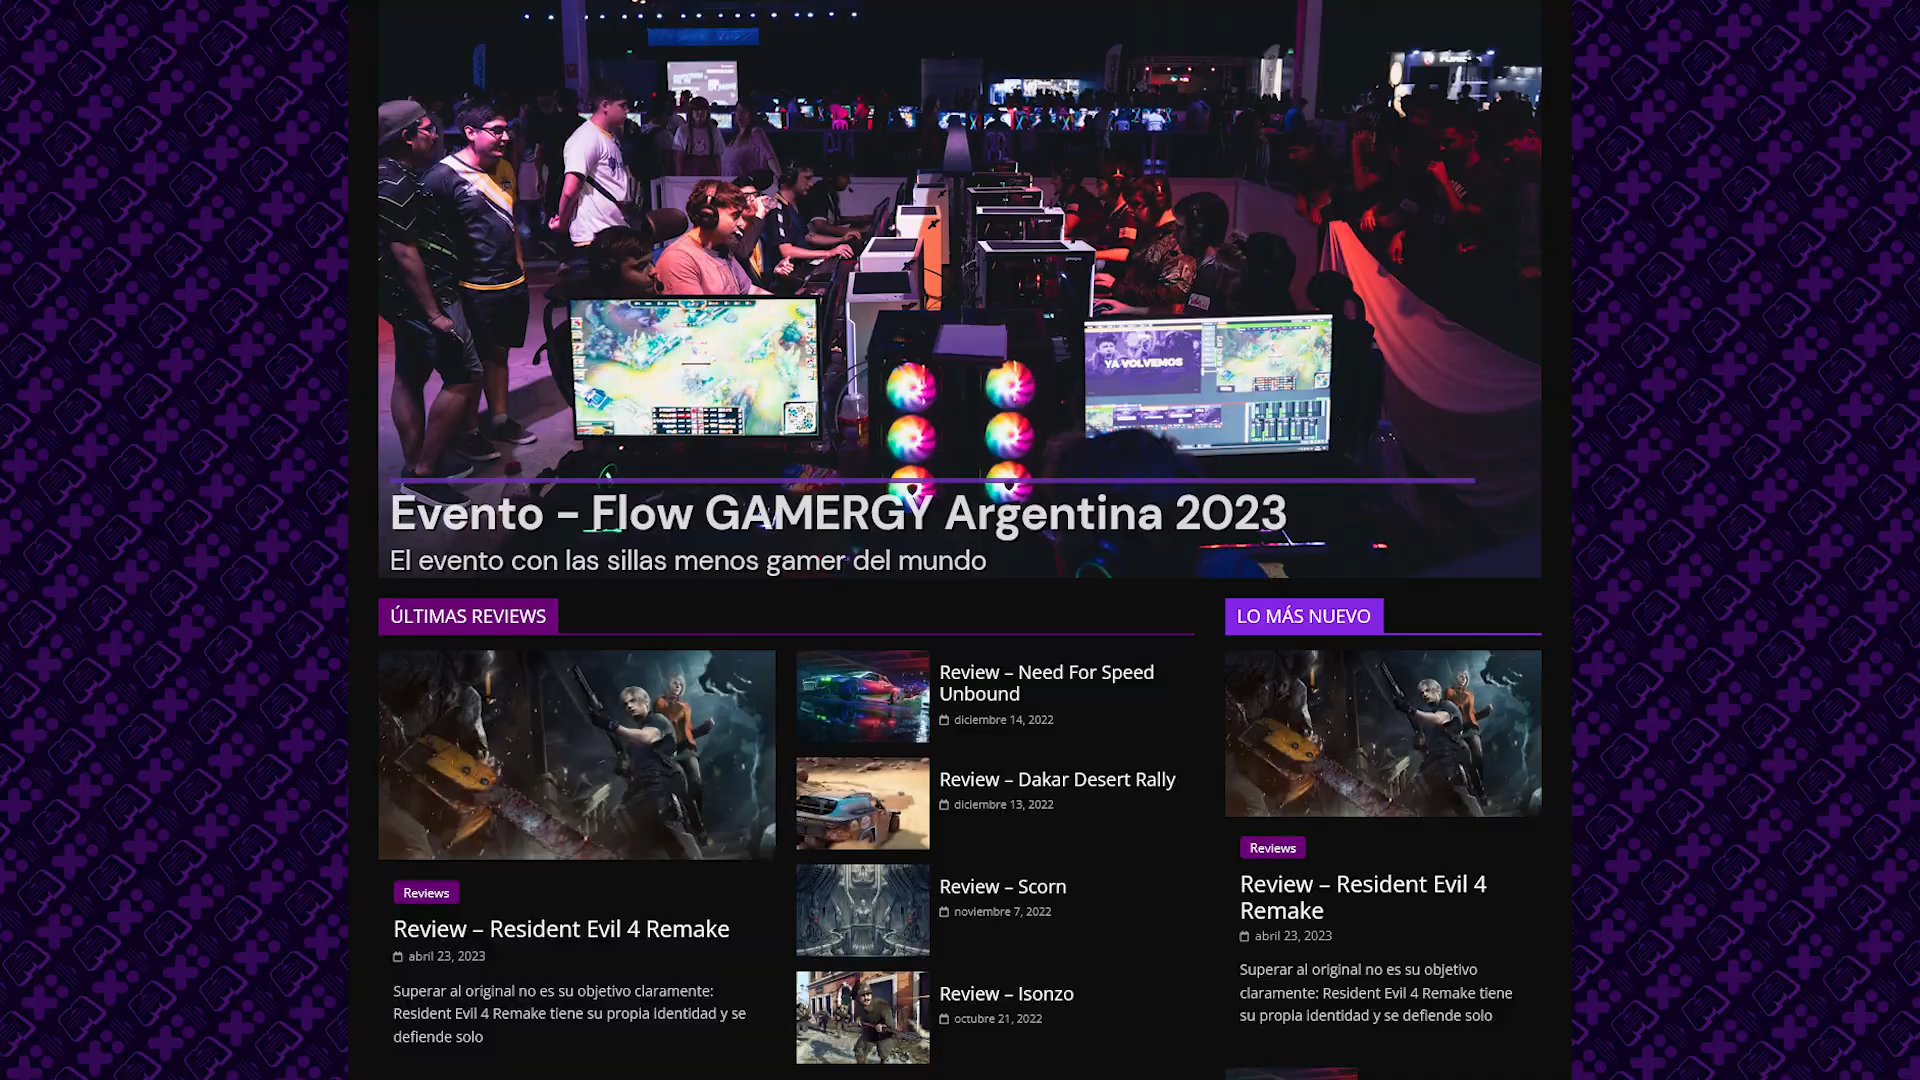 YA VOLVEMOS
Evento – Flow GAMERGY Argentina 2023
El evento con las sillas menos gamer del mundo
ÚLTIMAS REVIEWS
Reviews
Review – Resident Evil 4 Remake
abril 23, 2023
Superar al original no es su objetivo claramente:
Resident Evil 4 Remake tiene su propia identidad y se
defiende solo
Review – Need For Speed
Unbound
diciembre 14, 2022
Review – Dakar Desert Rally
diciembre 13, 2022
Review – Scorn
noviembre 7, 2022
Review – Isonzo
octubre 21, 2022
LO MÁS NUEVO
Reviews
Review – Resident Evil 4
Remake
abril 23, 2023
Superar al original no es su objetivo
claramente: Resident Evil 4 Remake tiene
su propia identidad y se defiende solo